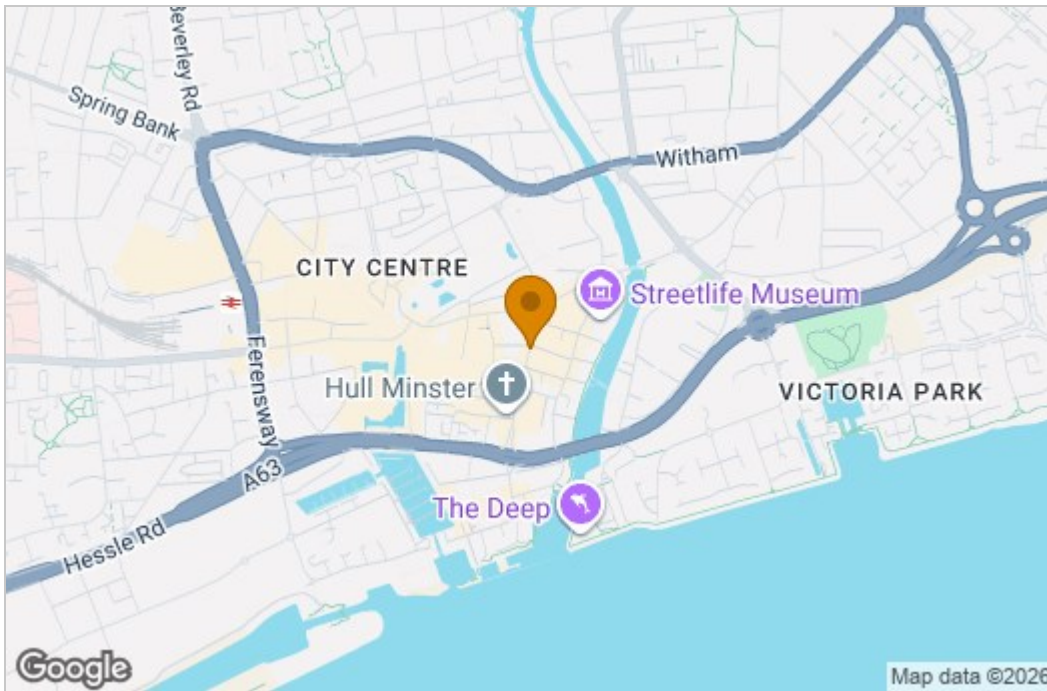 Beverley Rd
Spring Bank
Witham
CITY CENTRE
Streetlife Museum
Ferensway
Hull Minster
VICTORIA PARK
A63
The Deep
Hessle Rd
Google
Map data ©2026